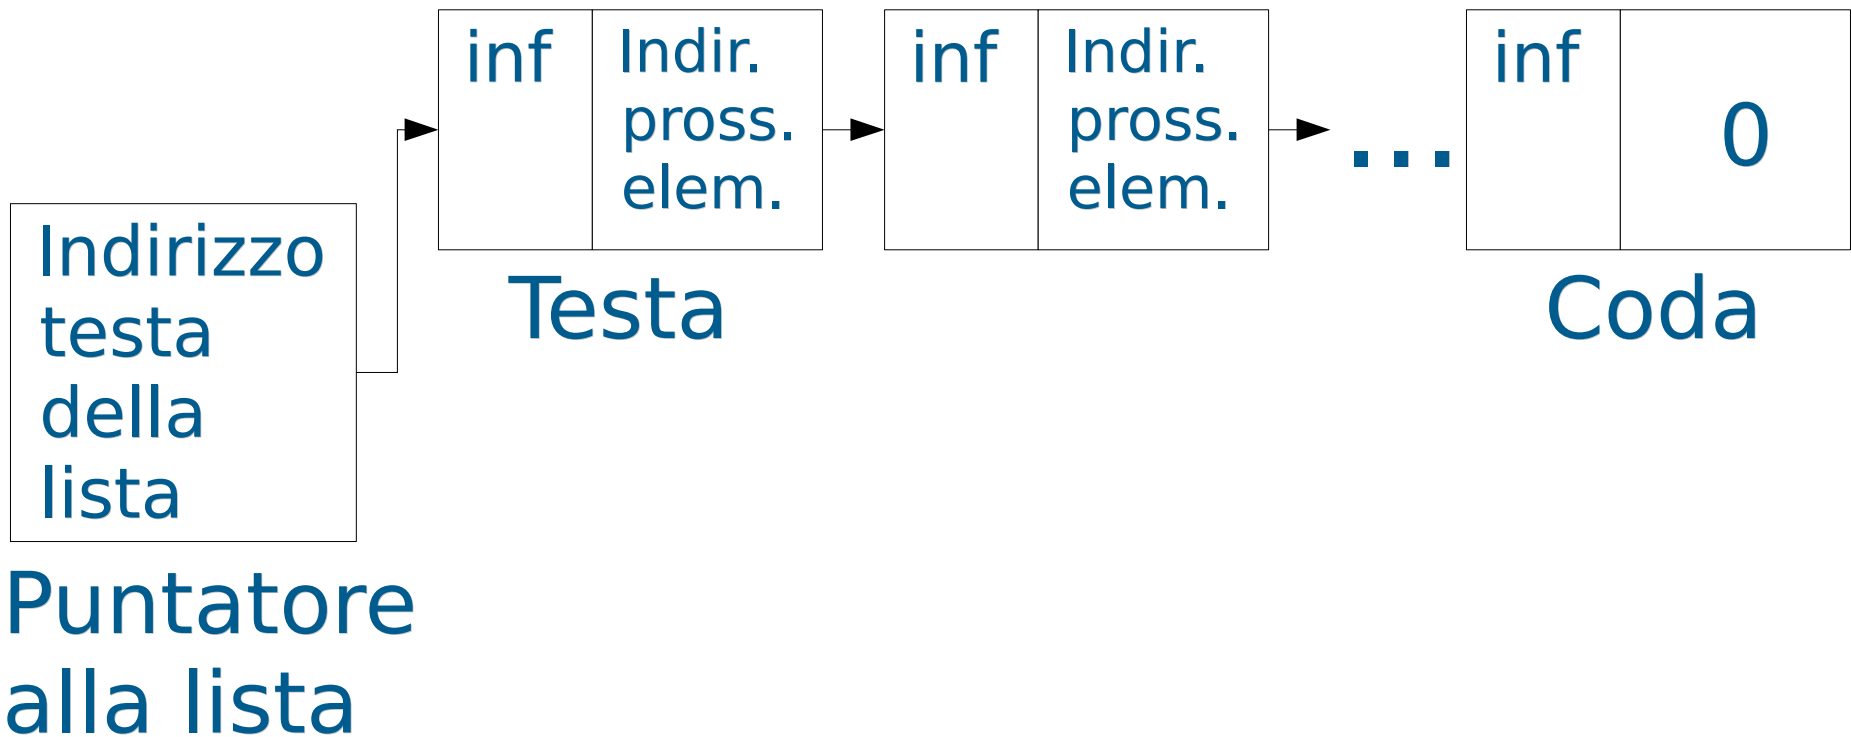 inf
Indir.
pross.
elem.
inf
Indir.
pross.
elem.
...
inf
0
Testa
Coda
Indirizzo
testa
della
lista
Puntatore
alla lista